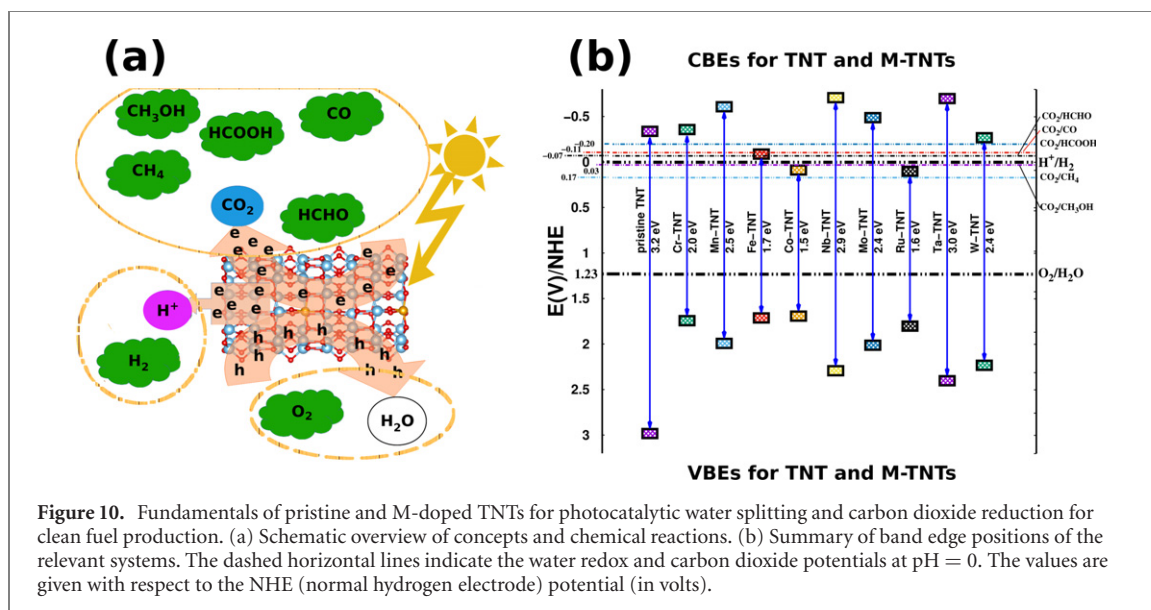 (a)
CH₃OH
HCOOH
CO
CH₄
CO₂
HCHO
e
e
e
e
e
e
e
e
e
e
e
e
e
H⁺
H₂
h
h
h
h
h
h
h
h
O₂
H₂O
(b)
CBEs for TNT and M-TNTs
E(V)/NHE
−0.5
0
0.5
1
1.23
1.5
2
2.5
3
−0.20
−0.11
−0.07
0.03
0.17
pristine TNT
3.2 eV
Cr−TNT
2.0 eV
Mn−TNT
2.5 eV
Fe−TNT
1.7 eV
Co−TNT
1.5 eV
Nb−TNT
2.9 eV
Mo−TNT
2.4 eV
Ru−TNT
1.6 eV
Ta−TNT
3.0 eV
W−TNT
2.4 eV
CO₂/HCHO
CO₂/CO
CO₂/HCOOH
H⁺/H₂
CO₂/CH₄
CO₂/CH₃OH
O₂/H₂O
VBEs for TNT and M-TNTs
Figure 10. Fundamentals of pristine and M-doped TNTs for photocatalytic water splitting and carbon dioxide reduction for
clean fuel production. (a) Schematic overview of concepts and chemical reactions. (b) Summary of band edge positions of the
relevant systems. The dashed horizontal lines indicate the water redox and carbon dioxide potentials at pH = 0. The values are
given with respect to the NHE (normal hydrogen electrode) potential (in volts).